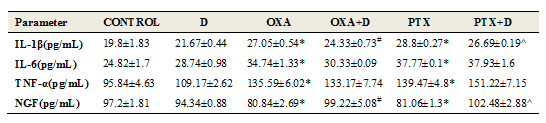 Parameter CONTROL D OXA OXA+D PTX PTX+D
IL-1β(pg/mL) 19.8±1.83 21.67±0.44 27.05±0.54* 24.33±0.73# 28.8±0.27* 26.69±0.19^
IL-6(pg/mL) 24.82±1.7 28.74±0.98 34.74±1.33* 30.33±0.09 37.77±0.1* 37.93±1.6
TNF-α(pg/mL) 95.84±4.63 109.17±2.62 135.59±6.02* 133.17±7.74 139.47±4.8* 151.22±7.15
NGF(pg/mL) 97.2±1.81 94.34±0.88 80.84±2.69* 99.22±5.08# 81.06±1.3* 102.48±2.88^